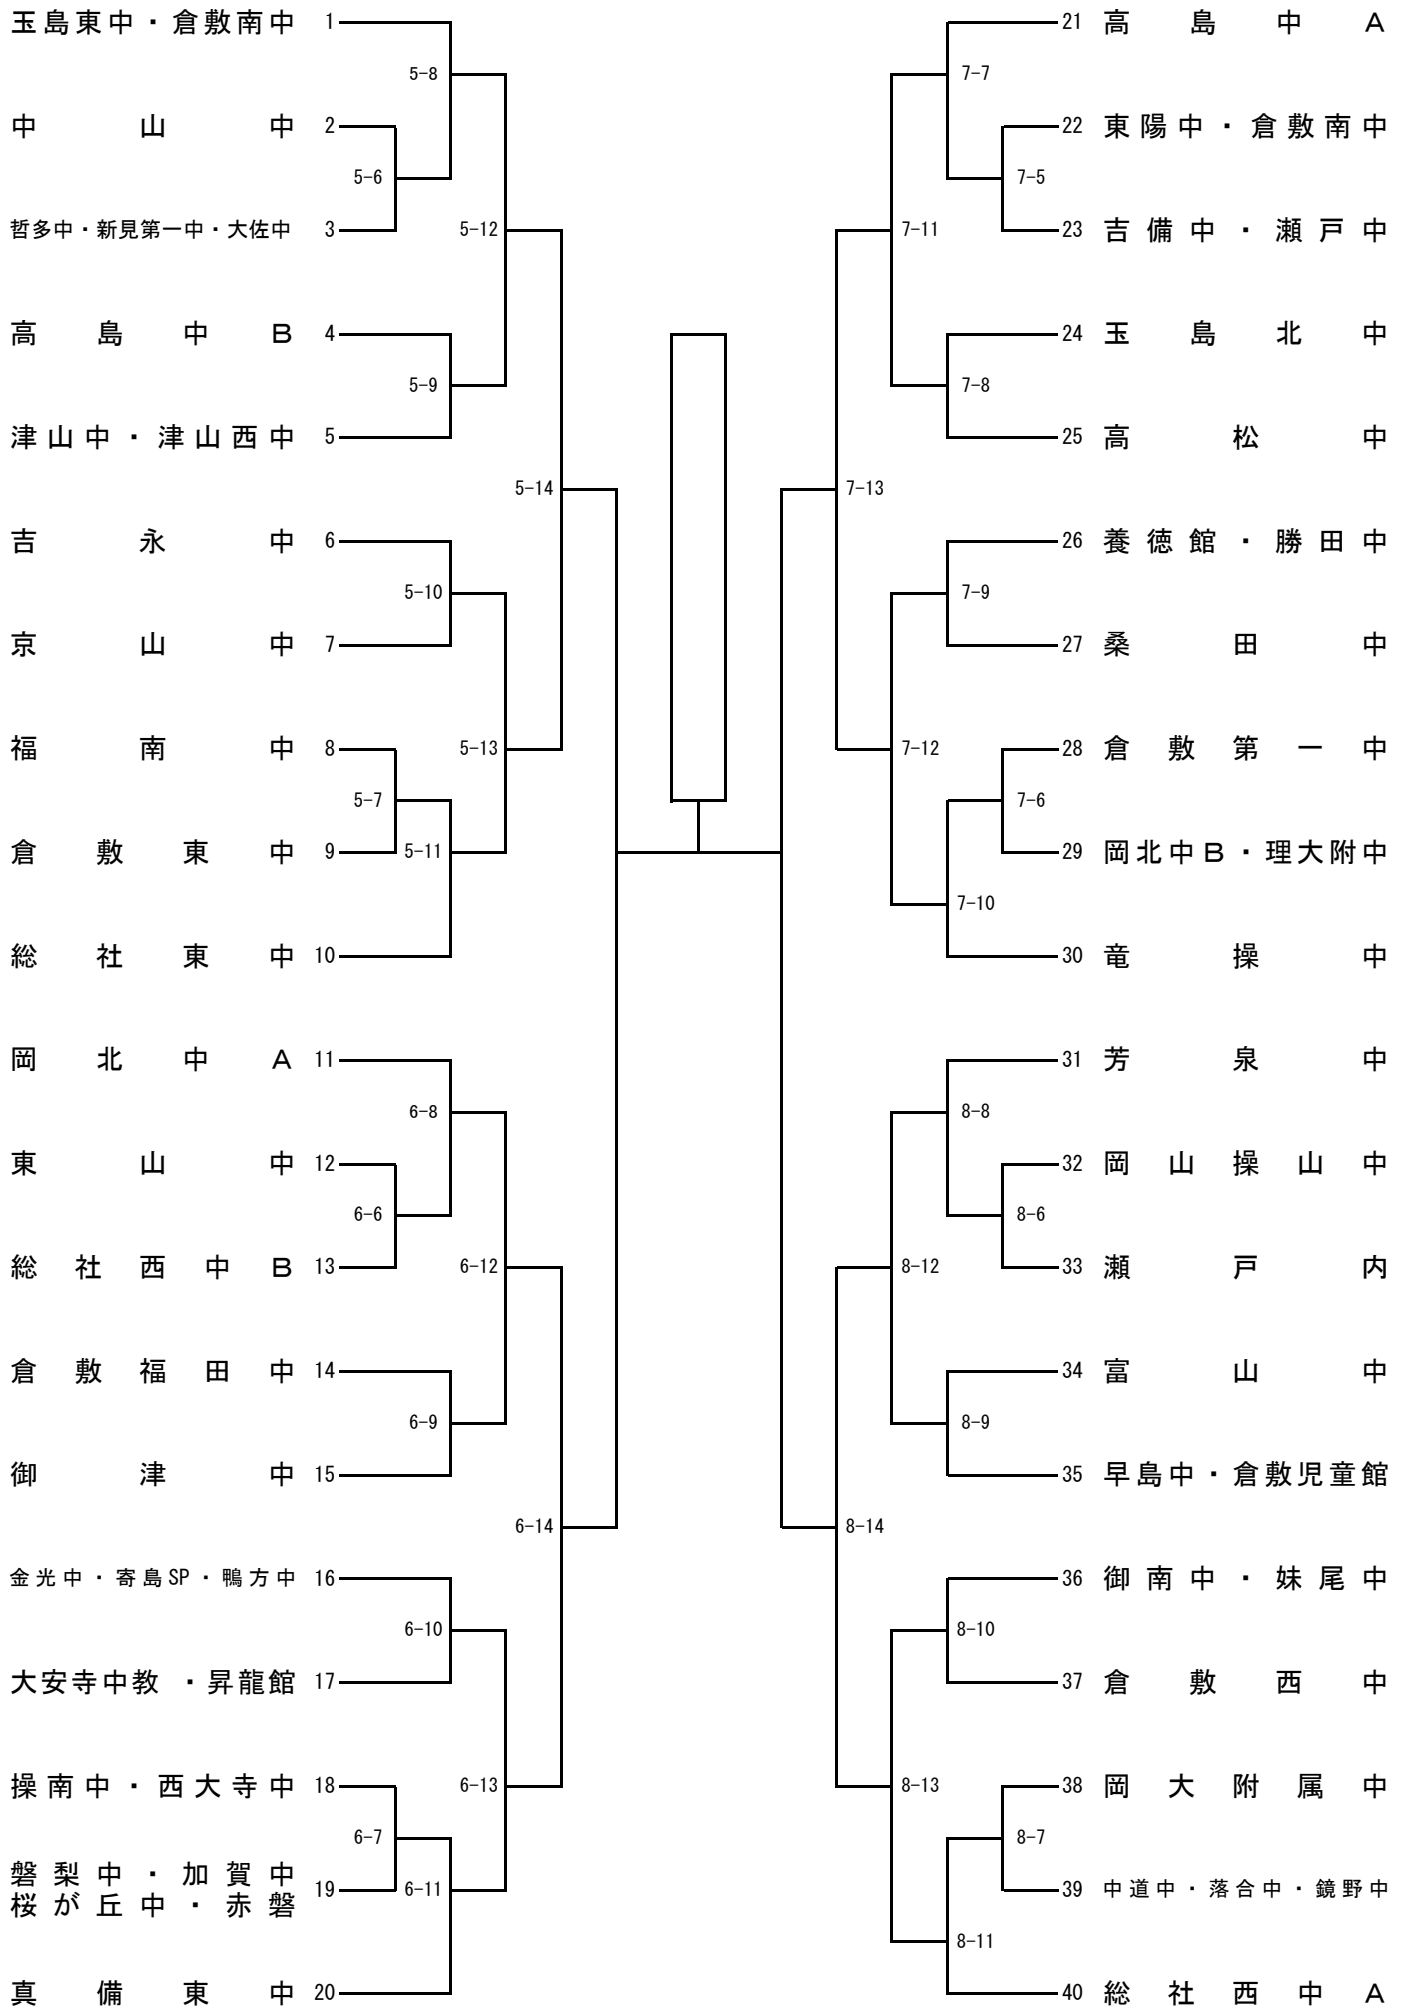 玉島東中・倉敷南中 1
5-8
中山中 2
5-6
哲多中・新見第一中・大佐中 3
5-12
高島中B 4
5-9
津山中・津山西中 5
5-14
吉永中 6
5-10
京山中 7
福南中 8
5-13
5-7
倉敷東中 9
5-11
総社東中 10
岡北中A 11
6-8
東山中 12
6-6
総社西中B 13
6-12
倉敷福田中 14
6-9
御津中 15
6-14
金光中・寄島SP・鴨方中 16
6-10
大安寺中教・昇龍館 17
操南中・西大寺中 18
6-13
6-7
磐梨中・加賀中
桜が丘中・赤磐 19
6-11
真備東中 20
21 高島中A
7-7
22 東陽中・倉敷南中
7-5
23 吉備中・瀬戸中
7-11
24 玉島北中
7-8
25 高松中
7-13
26 養徳館・勝田中
7-9
27 桑田中
28 倉敷第一中
7-12
7-6
29 岡北中B・理大附中
7-10
30 竜操中
31 芳泉中
8-8
32 岡山操山中
8-6
33 瀬戸内
8-12
34 富山中
8-9
35 早島中・倉敷児童館
8-14
36 御南中・妹尾中
8-10
37 倉敷西中
38 岡大附属中
8-13
8-7
39 中道中・落合中・鏡野中
8-11
40 総社西中A